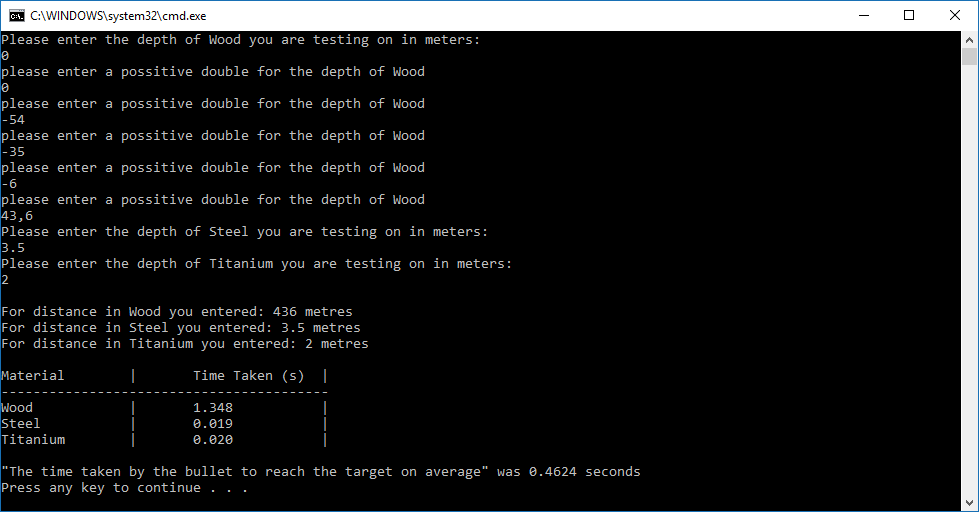 C:\WINDOWS\system32\cmd.exe
Please enter the depth of Wood you are testing on in meters:
0
please enter a possitive double for the depth of Wood
0
please enter a possitive double for the depth of Wood
-54
please enter a possitive double for the depth of Wood
-35
please enter a possitive double for the depth of Wood
-6
please enter a possitive double for the depth of Wood
43,6
Please enter the depth of Steel you are testing on in meters:
3.5
Please enter the depth of Titanium you are testing on in meters:
2
For distance in Wood you entered: 436 metres
For distance in Steel you entered: 3.5 metres
For distance in Titanium you entered: 2 metres
Material | Time Taken (s) |
-----------------------------------------
Wood | 1.348 |
Steel | 0.019 |
Titanium | 0.020 |
"The time taken by the bullet to reach the target on average" was 0.4624 seconds
Press any key to continue . . .